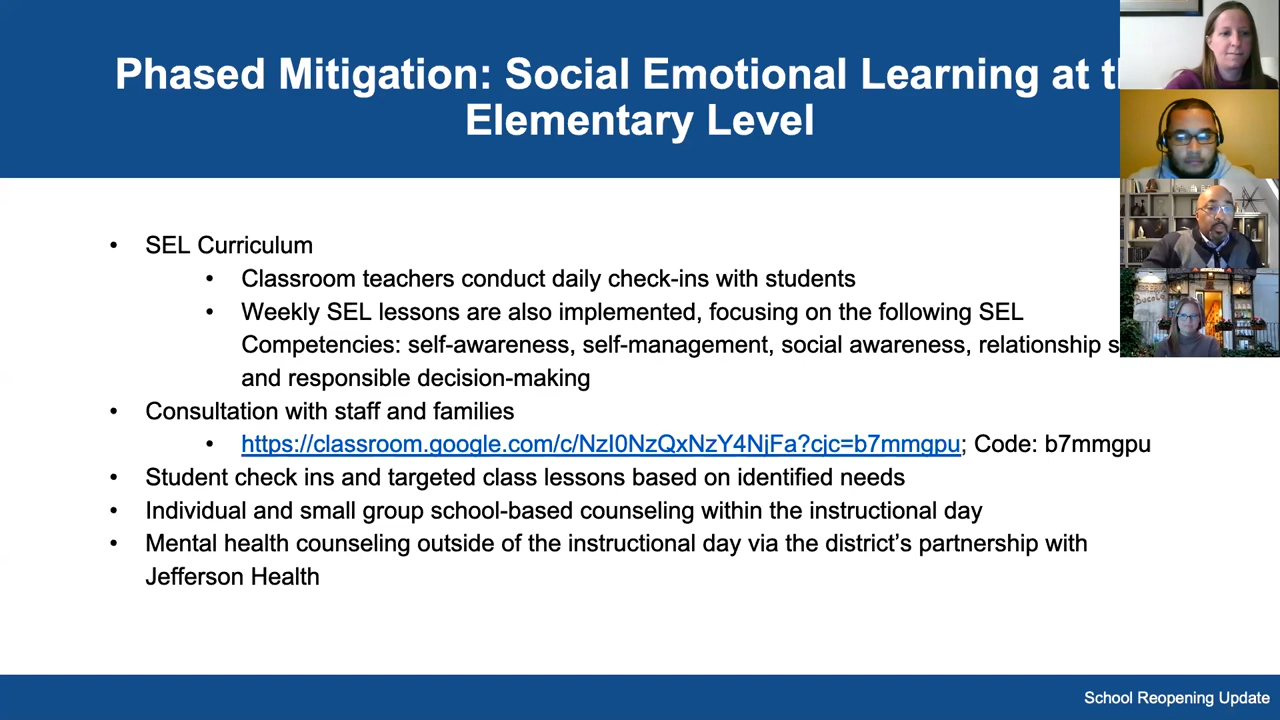 Phased Mitigation: Social Emotional Learning at
Elementary Level
• SEL Curriculum
• Classroom teachers conduct daily check-ins with students
• Weekly SEL lessons are also implemented, focusing on the following SEL
Competencies: self-awareness, self-management, social awareness, relationship
and responsible decision-making
• Consultation with staff and families
• https://classroom.google.com/c/NzI0NzQxNzY4NjFa?cjc=b7mmgpu; Code: b7mmgpu
• Student check ins and targeted class lessons based on identified needs
• Individual and small group school-based counseling within the instructional day
• Mental health counseling outside of the instructional day via the district’s partnership with
Jefferson Health
School Reopening Update